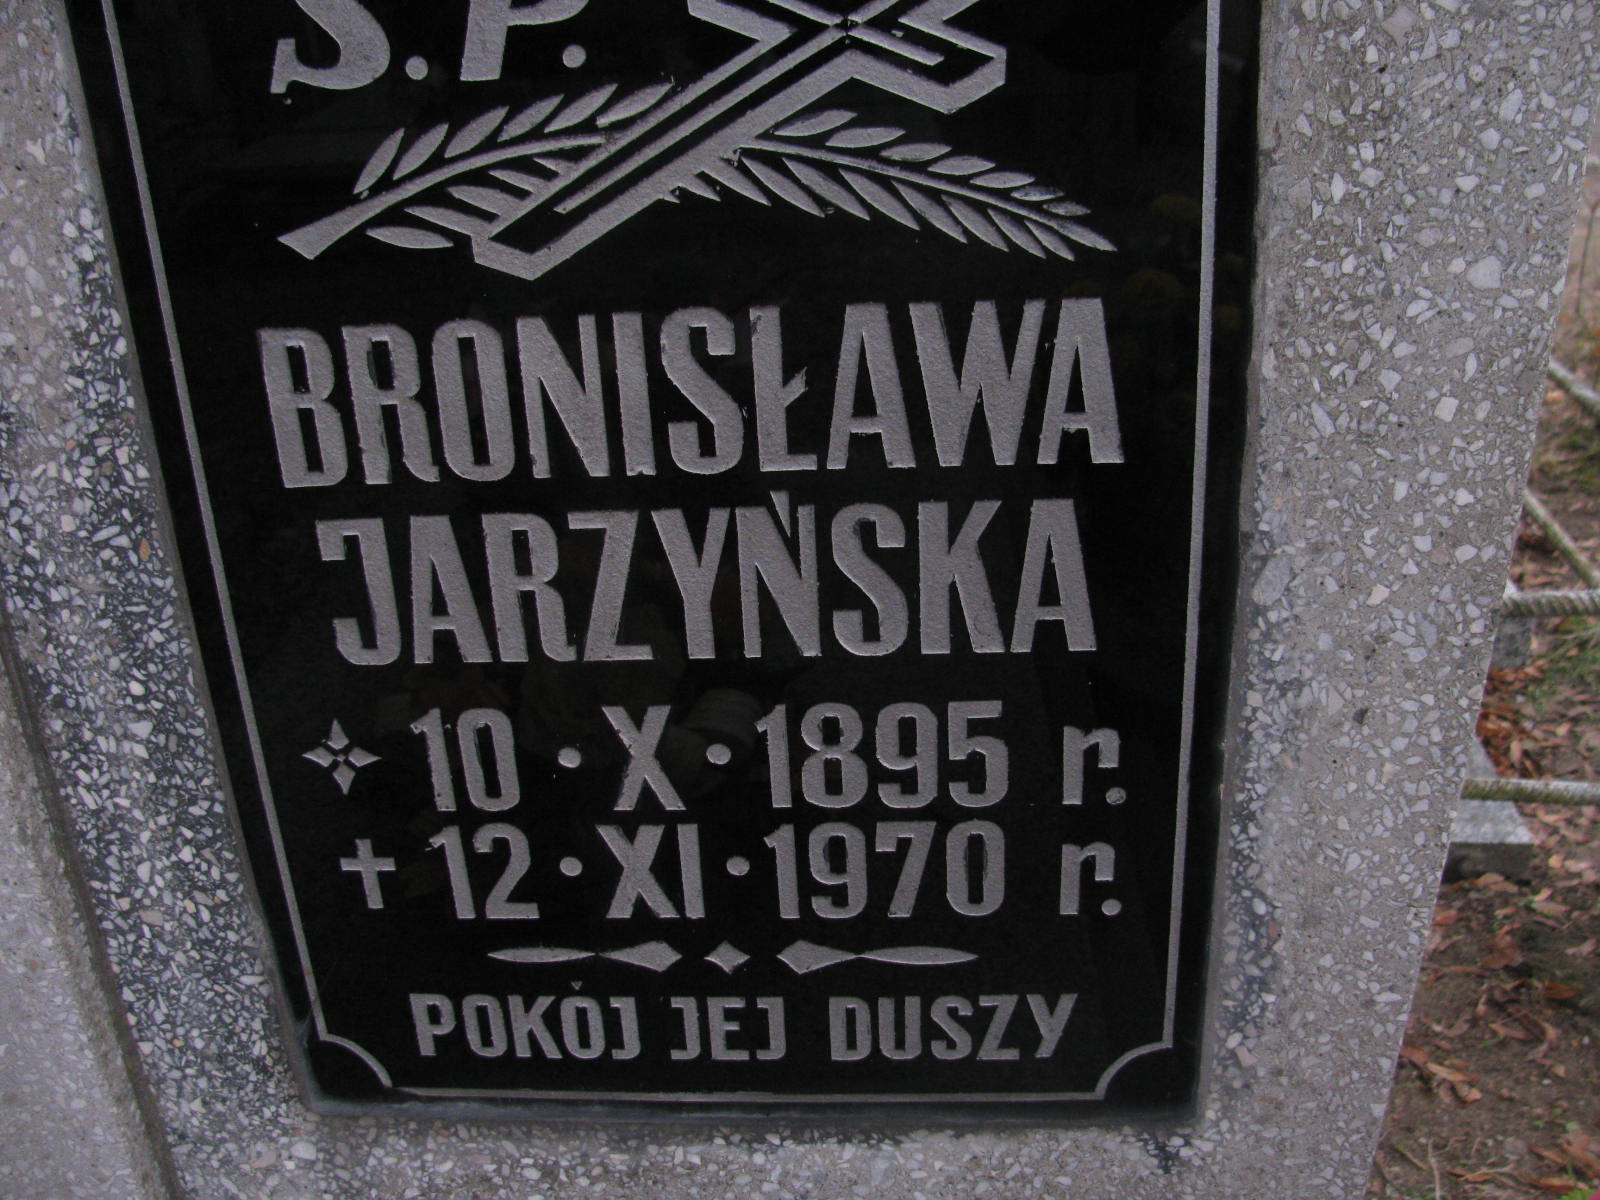 Ś.P.
BRONISŁAWA
JARZYŃSKA
10 · X · 1895 r.
† 12 · XI · 1970 r.
POKÓJ JEJ DUSZY